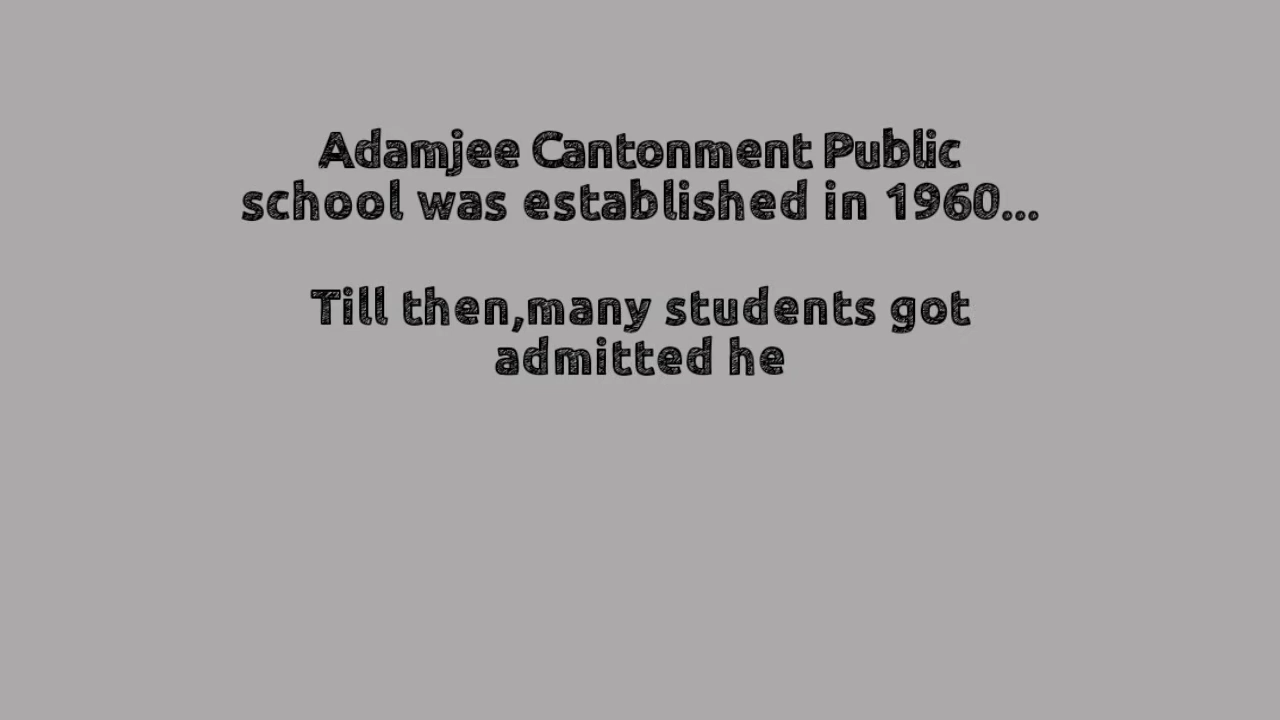 Adamjee Cantonment Public
school was established in 1960...
Till then,many students got
admitted he